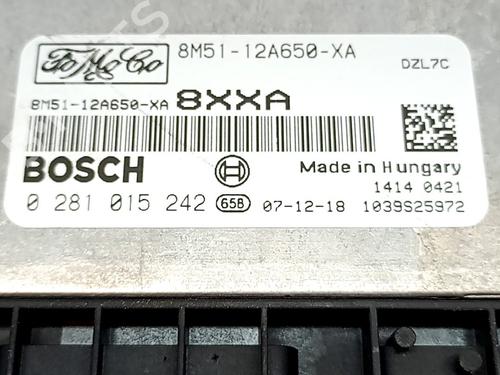 FoMoCo 8M51-12A650-XA DZL7C
8M51-12A650-XA 8XXA
BOSCH Made in Hungary
1414 0421
0 281 015 242 65B 07-12-18 1039S25972